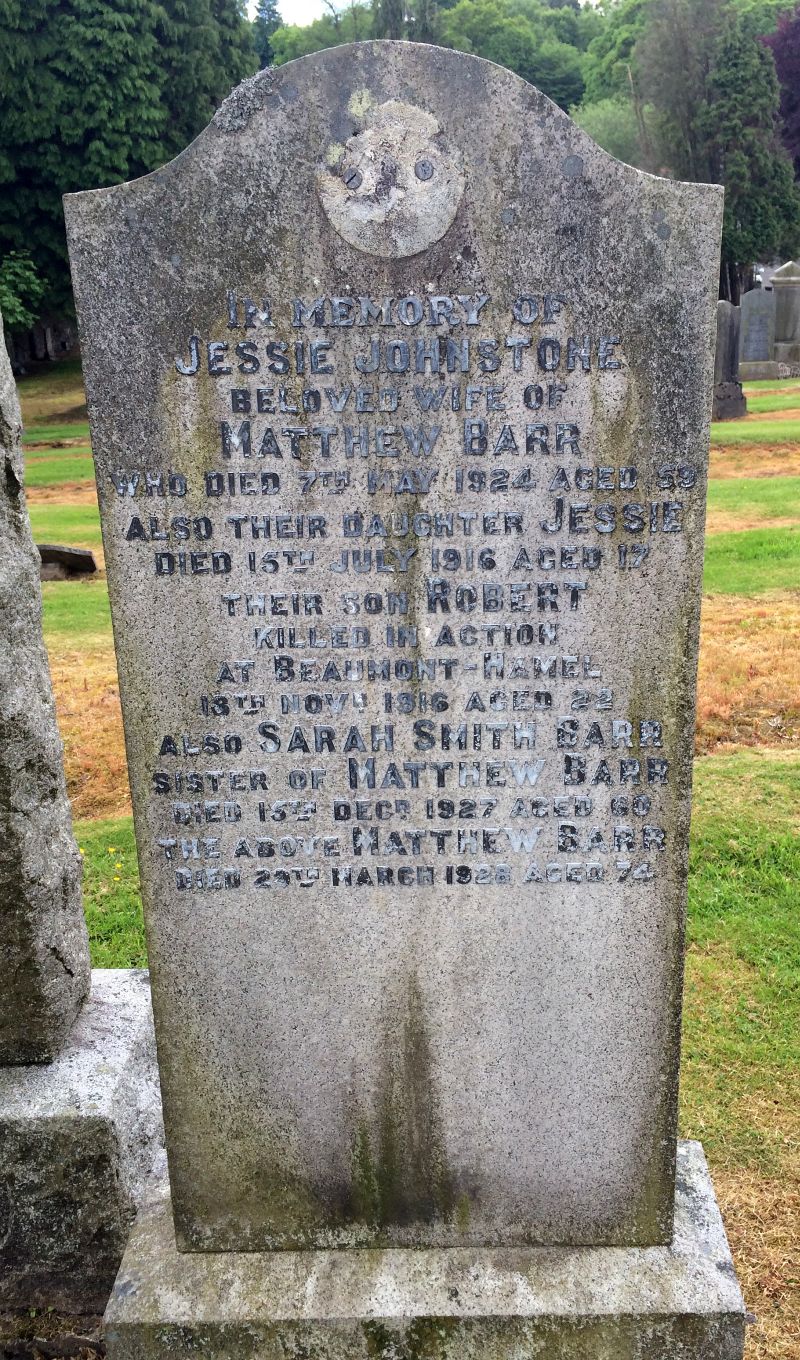 IN MEMORY OF
JESSIE JOHNSTONE
BELOVED WIFE OF
MATTHEW BARR
WHO DIED 7TH MAY 1924 AGED 59
ALSO THEIR DAUGHTER JESSIE
DIED 15TH JULY 1916 AGED 17
THEIR SON ROBERT
KILLED IN ACTION
AT BEAUMONT-HAMEL
13TH NOVR 1916 AGED 22
ALSO SARAH SMITH BARR
SISTER OF MATTHEW BARR
DIED 15TH DECR 1927 AGED 60
THE ABOVE MATTHEW BARR
DIED 29TH MARCH 1928 AGED 74